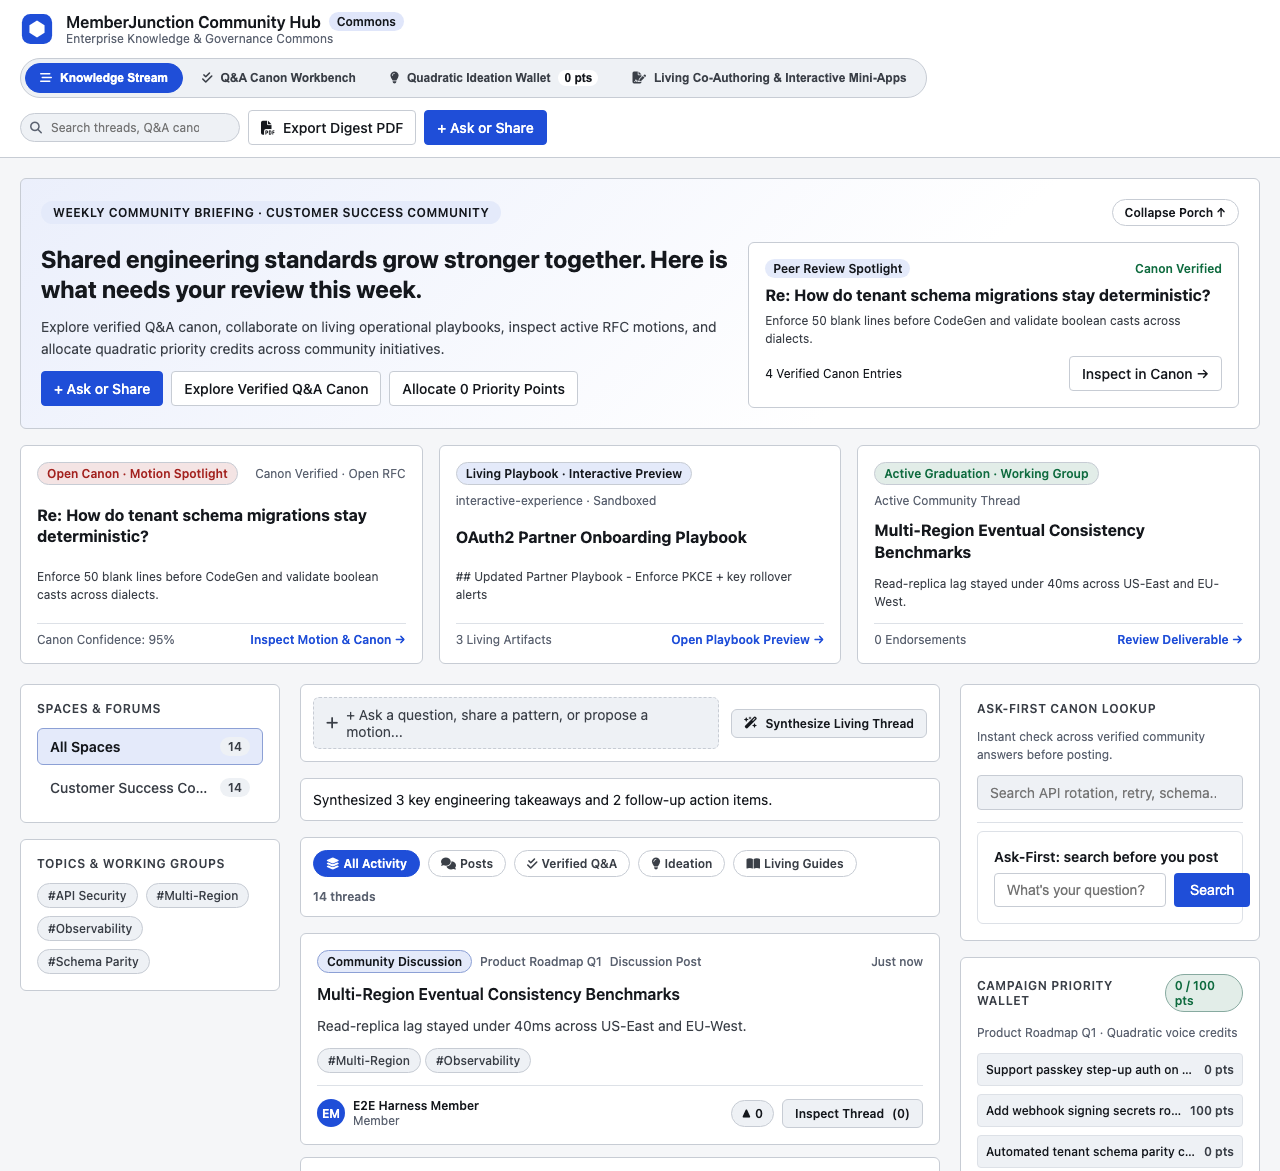 MemberJunction Community Hub Commons
Enterprise Knowledge & Governance Commons
Knowledge Stream
Q&A Canon Workbench
Quadratic Ideation Wallet 0 pts
Living Co-Authoring & Interactive Mini-Apps
Search threads, Q&A canc
Export Digest PDF
+ Ask or Share
WEEKLY COMMUNITY BRIEFING · CUSTOMER SUCCESS COMMUNITY
Collapse Porch ↑
Shared engineering standards grow stronger together. Here is
what needs your review this week.
Explore verified Q&A canon, collaborate on living operational playbooks, inspect active RFC motions, and
allocate quadratic priority credits across community initiatives.
+ Ask or Share
Explore Verified Q&A Canon
Allocate 0 Priority Points
Peer Review Spotlight
Canon Verified
Re: How do tenant schema migrations stay deterministic?
Enforce 50 blank lines before CodeGen and validate boolean casts across
dialects.
4 Verified Canon Entries
Inspect in Canon →
Open Canon · Motion Spotlight
Canon Verified · Open RFC
Re: How do tenant schema migrations stay
deterministic?
Enforce 50 blank lines before CodeGen and validate boolean
casts across dialects.
Canon Confidence: 95%
Inspect Motion & Canon →
Living Playbook · Interactive Preview
interactive-experience · Sandboxed
OAuth2 Partner Onboarding Playbook
## Updated Partner Playbook - Enforce PKCE + key rollover
alerts
3 Living Artifacts
Open Playbook Preview →
Active Graduation · Working Group
Active Community Thread
Multi-Region Eventual Consistency
Benchmarks
Read-replica lag stayed under 40ms across US-East and EU-
West.
0 Endorsements
Review Deliverable →
SPACES & FORUMS
All Spaces 14
Customer Success Co... 14
TOPICS & WORKING GROUPS
#API Security
#Multi-Region
#Observability
#Schema Parity
+ Ask a question, share a pattern, or propose a
motion...
Synthesize Living Thread
Synthesized 3 key engineering takeaways and 2 follow-up action items.
All Activity
Posts
Verified Q&A
Ideation
Living Guides
14 threads
Community Discussion
Product Roadmap Q1
Discussion Post
Just now
Multi-Region Eventual Consistency Benchmarks
Read-replica lag stayed under 40ms across US-East and EU-West.
#Multi-Region
#Observability
EM
E2E Harness Member
Member
▲ 0
Inspect Thread (0)
ASK-FIRST CANON LOOKUP
Instant check across verified community
answers before posting.
Search API rotation, retry, schema..
Ask-First: search before you post
What's your question?
Search
CAMPAIGN PRIORITY
WALLET
0 / 100
pts
Product Roadmap Q1 · Quadratic voice credits
Support passkey step-up auth on ... 0 pts
Add webhook signing secrets ro... 100 pts
Automated tenant schema parity c... 0 pts